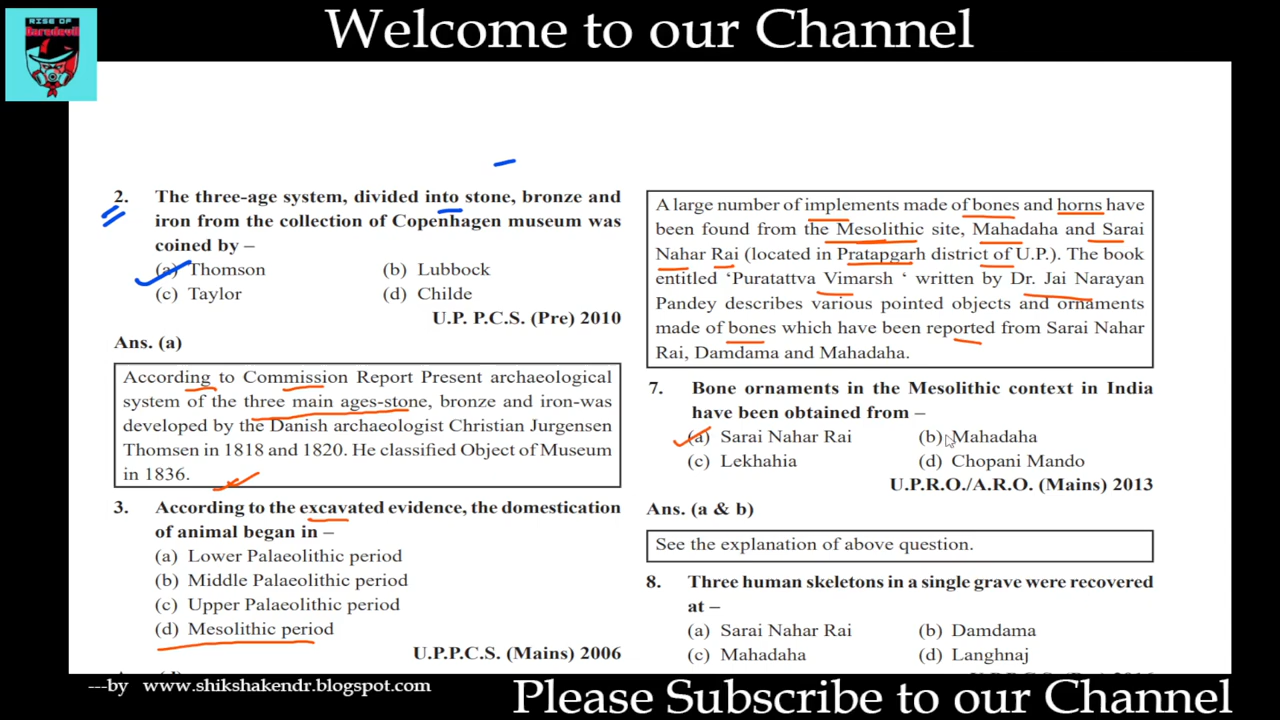 RISE OF
Daredevil
Welcome to our Channel
2. The three-age system, divided into stone, bronze and
iron from the collection of Copenhagen museum was
coined by –
(a) Thomson (b) Lubbock
(c) Taylor (d) Childe
U.P. P.C.S. (Pre) 2010
Ans. (a)
According to Commission Report Present archaeological
system of the three main ages-stone, bronze and iron-was
developed by the Danish archaeologist Christian Jurgensen
Thomsen in 1818 and 1820. He classified Object of Museum
in 1836.
3. According to the excavated evidence, the domestication
of animal began in –
(a) Lower Palaeolithic period
(b) Middle Palaeolithic period
(c) Upper Palaeolithic period
(d) Mesolithic period
U.P.P.C.S. (Mains) 2006
A large number of implements made of bones and horns have
been found from the Mesolithic site, Mahadaha and Sarai
Nahar Rai (located in Pratapgarh district of U.P.). The book
entitled ‘Puratattva Vimarsh ‘ written by Dr. Jai Narayan
Pandey describes various pointed objects and ornaments
made of bones which have been reported from Sarai Nahar
Rai, Damdama and Mahadaha.
7. Bone ornaments in the Mesolithic context in India
have been obtained from –
(a) Sarai Nahar Rai (b) Mahadaha
(c) Lekhahia (d) Chopani Mando
U.P.R.O./A.R.O. (Mains) 2013
Ans. (a & b)
See the explanation of above question.
8. Three human skeletons in a single grave were recovered
at –
(a) Sarai Nahar Rai (b) Damdama
(c) Mahadaha (d) Langhnaj
---by www.shikshakendr.blogspot.com
Please Subscribe to our Channel